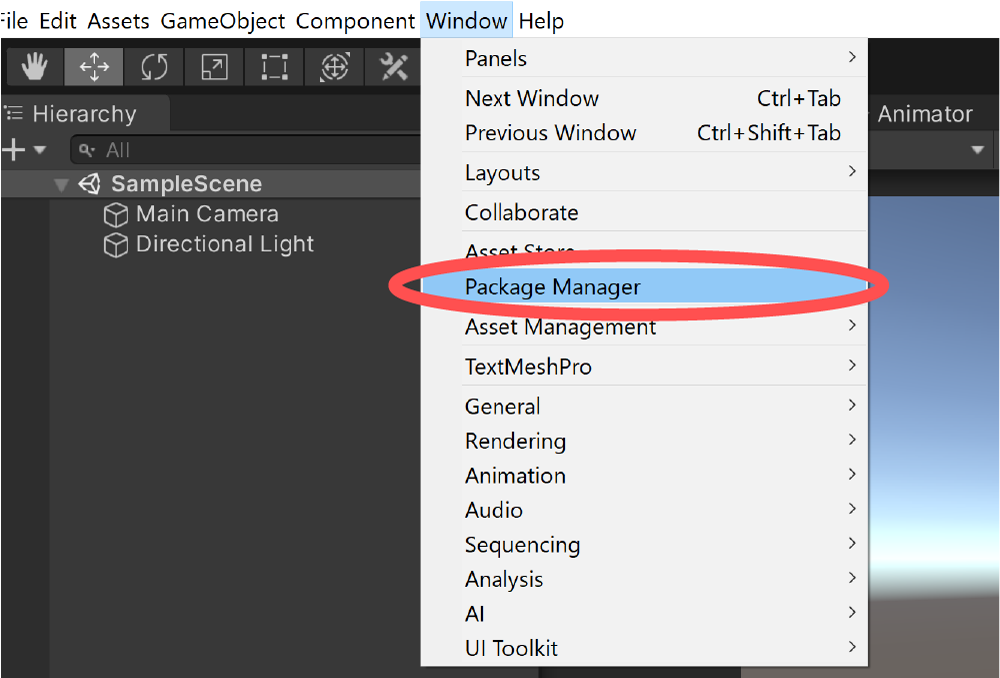 File Edit Assets GameObject Component Window Help
Hierarchy
All
SampleScene
Main Camera
Directional Light
Panels
Next Window Ctrl+Tab
Previous Window Ctrl+Shift+Tab
Layouts
Collaborate
Asset Store
Package Manager
Asset Management
TextMeshPro
General
Rendering
Animation
Audio
Sequencing
Analysis
AI
UI Toolkit
Animator